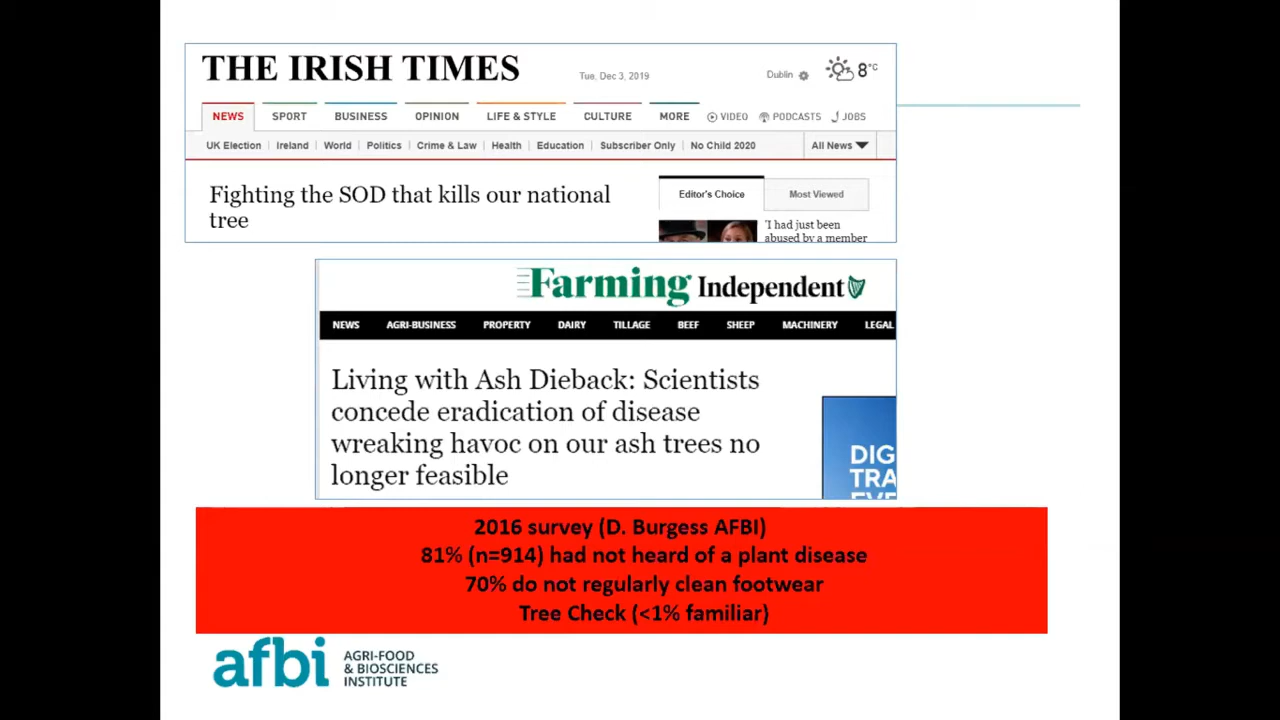 THE IRISH TIMES
Tue, Dec 3, 2019
Dublin
8°C
NEWS SPORT BUSINESS OPINION LIFE & STYLE CULTURE MORE VIDEO PODCASTS JOBS
UK Election Ireland World Politics Crime & Law Health Education Subscriber Only No Child 2020 All News
Fighting the SOD that kills our national
tree
Editor's Choice Most Viewed
'I had just been
abused by a member
Farming Independent
NEWS AGRI-BUSINESS PROPERTY DAIRY TILLAGE BEEF SHEEP MACHINERY LEGAL
Living with Ash Dieback: Scientists
concede eradication of disease
wreaking havoc on our ash trees no
longer feasible
DIG
TRA
2016 survey (D. Burgess AFBI)
81% (n=914) had not heard of a plant disease
70% do not regularly clean footwear
Tree Check (<1% familiar)
afbi
AGRI-FOOD
& BIOSCIENCES
INSTITUTE